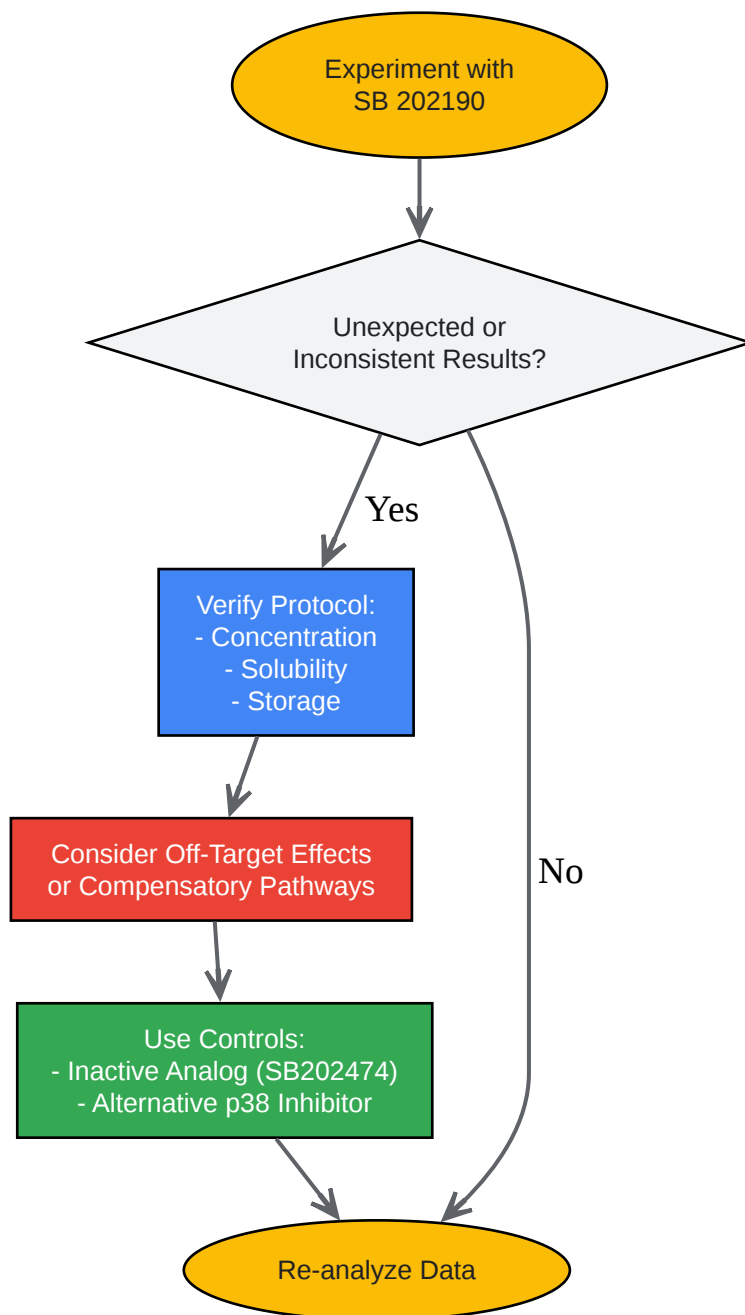 Experiment with
SB 202190
Unexpected or
Inconsistent Results?
Yes
Verify Protocol:
- Concentration
- Solubility
- Storage
Consider Off-Target Effects
or Compensatory Pathways
No
Use Controls:
- Inactive Analog (SB202474)
- Alternative p38 Inhibitor
Re-analyze Data